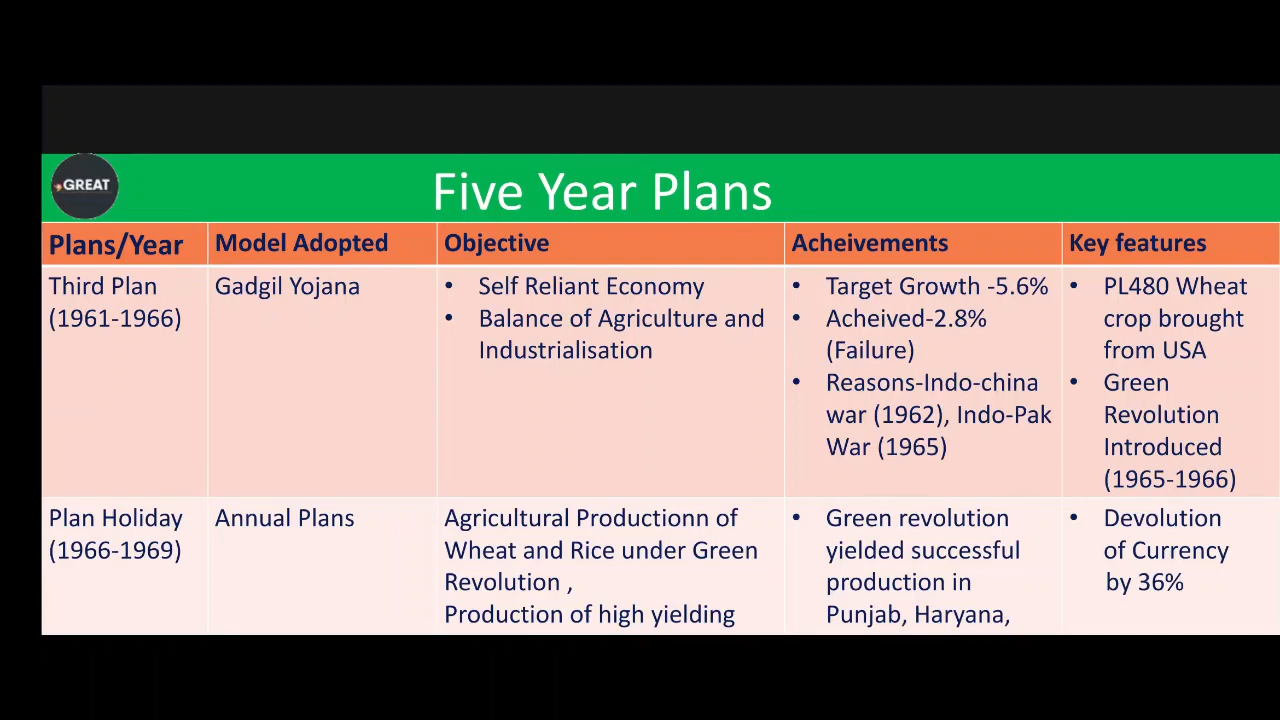 GREAT
Five Year Plans
Plans/Year
Model Adopted
Objective
Acheivements
Key features
Third Plan
(1961-1966)
Gadgil Yojana
• Self Reliant Economy
• Balance of Agriculture and
Industrialisation
• Target Growth -5.6%
• Acheived-2.8%
(Failure)
• Reasons-Indo-china
war (1962), Indo-Pak
War (1965)
• PL480 Wheat
crop brought
from USA
• Green
Revolution
Introduced
(1965-1966)
Plan Holiday
(1966-1969)
Annual Plans
Agricultural Productionn of
Wheat and Rice under Green
Revolution ,
Production of high yielding
• Green revolution
yielded successful
production in
Punjab, Haryana,
• Devolution
of Currency
by 36%